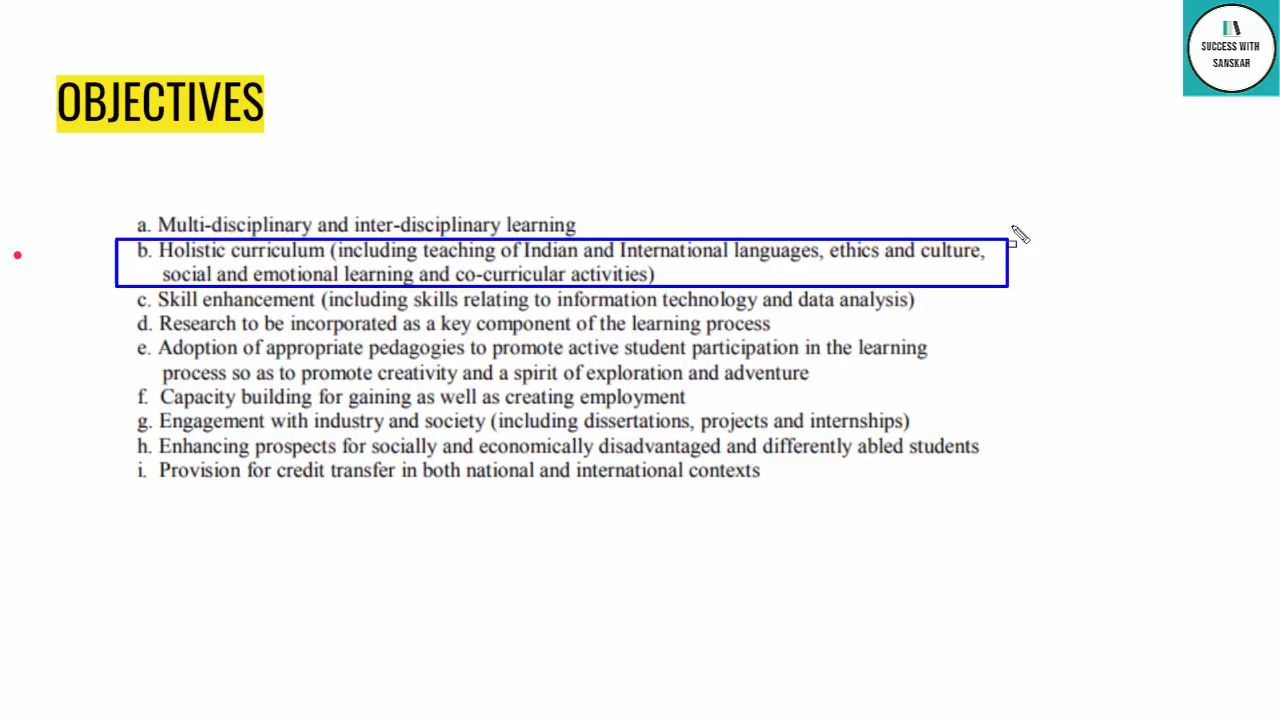 SUCCESS WITH
SANSKAR
OBJECTIVES
a. Multi-disciplinary and inter-disciplinary learning
b. Holistic curriculum (including teaching of Indian and International languages, ethics and culture,
social and emotional learning and co-curricular activities)
c. Skill enhancement (including skills relating to information technology and data analysis)
d. Research to be incorporated as a key component of the learning process
e. Adoption of appropriate pedagogies to promote active student participation in the learning
process so as to promote creativity and a spirit of exploration and adventure
f. Capacity building for gaining as well as creating employment
g. Engagement with industry and society (including dissertations, projects and internships)
h. Enhancing prospects for socially and economically disadvantaged and differently abled students
i. Provision for credit transfer in both national and international contexts